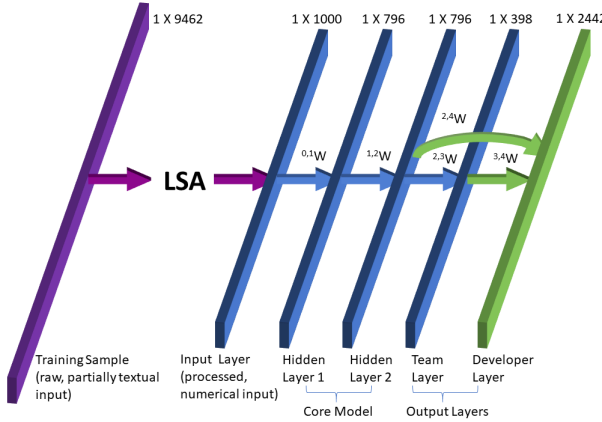 1 X 9462
1 X 1000
1 X 796
1 X 796
1 X 398
1 X 2442
2,4W
0,1W
1,2W
2,3W
3,4W
LSA
Training Sample
(raw, partially textual
input)
Input Layer
(processed,
numerical input)
Hidden
Layer 1
Hidden
Layer 2
Team
Layer
Developer
Layer
Core Model
Output Layers